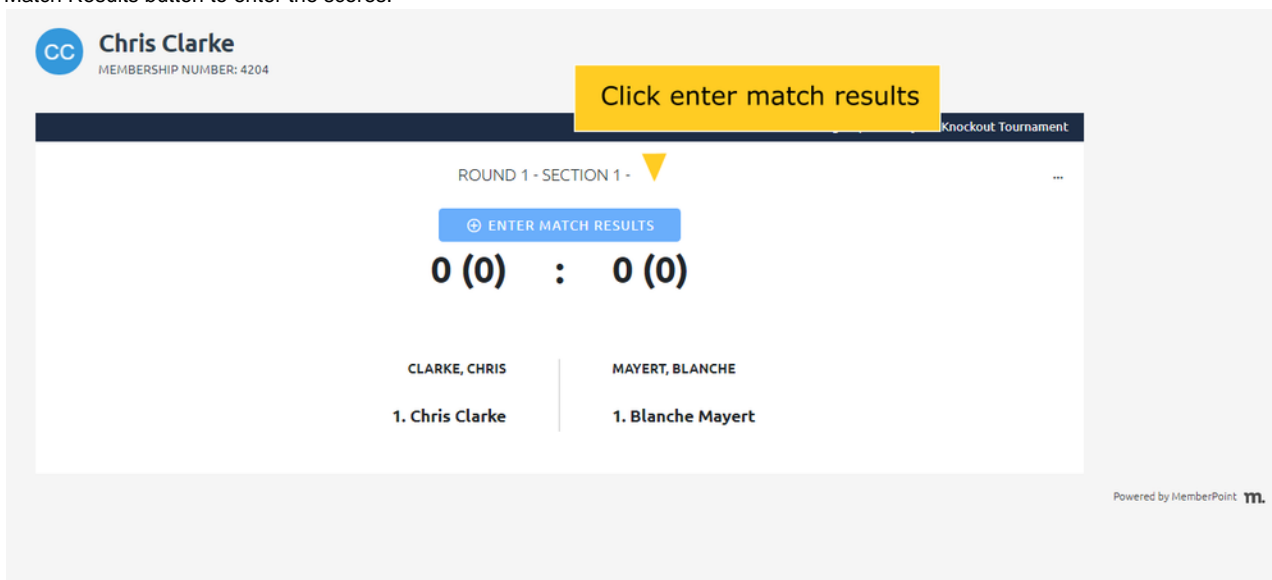 Match Results button to enter the scores.
CC
Chris Clarke
MEMBERSHIP NUMBER: 4204
Click enter match results
Knockout Tournament
ROUND 1 - SECTION 1 -
...
ENTER MATCH RESULTS
0 (0) : 0 (0)
CLARKE, CHRIS MAYERT, BLANCHE
1. Chris Clarke 1. Blanche Mayert
Powered by MemberPoint m.